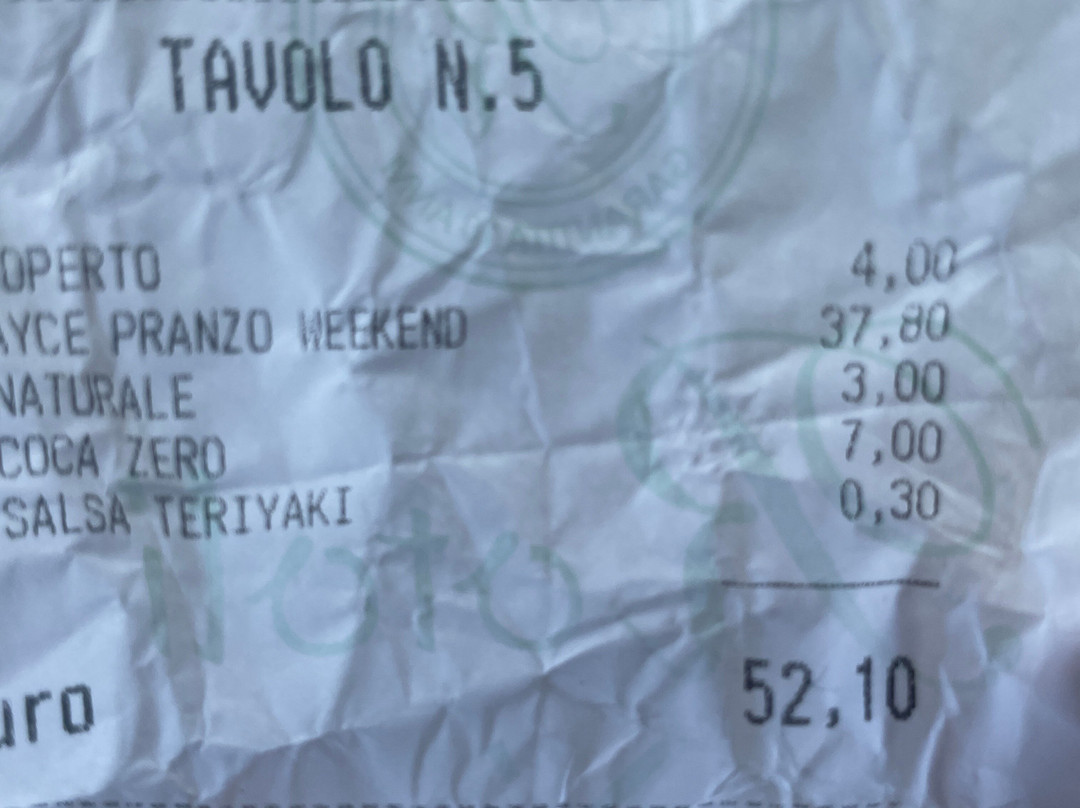 TAVOLO N.5
OPERTO 4,00
AYCE PRANZO WEEKEND 37,80
NATURALE 3,00
COCA ZERO 7,00
SALSA TERIYAKI 0,30
uro 52,10
Noto